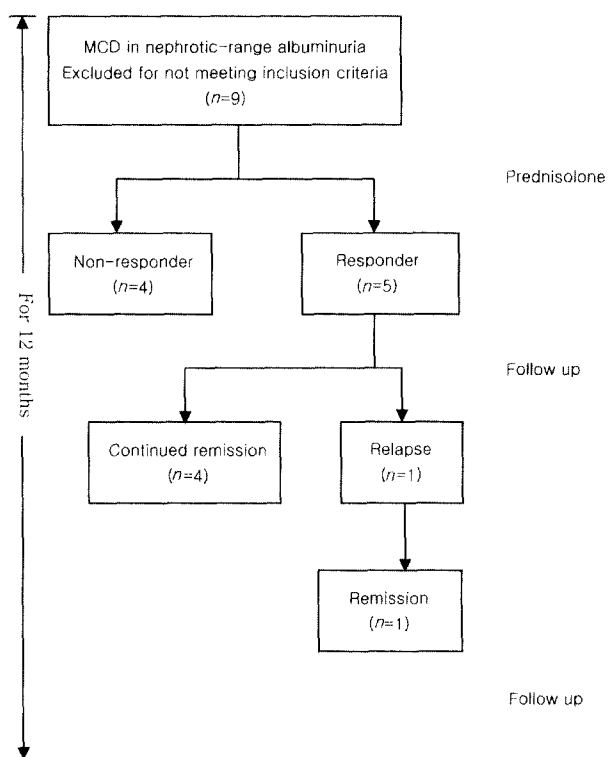 MCD in nephrotic-range albuminuria
Excluded for not meeting inclusion criteria
(n=9)
Prednisolone
Non-responder
(n=4)
Responder
(n=5)
For 12 months
Follow up
Continued remission
(n=4)
Relapse
(n=1)
Remission
(n=1)
Follow up